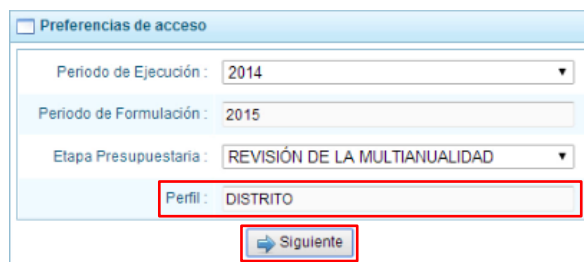 Preferencias de acceso
Periodo de Ejecución : 2014
Periodo de Formulación : 2015
Etapa Presupuestaria : REVISIÓN DE LA MULTIANUALIDAD
Perfil : DISTRITO
Siguiente